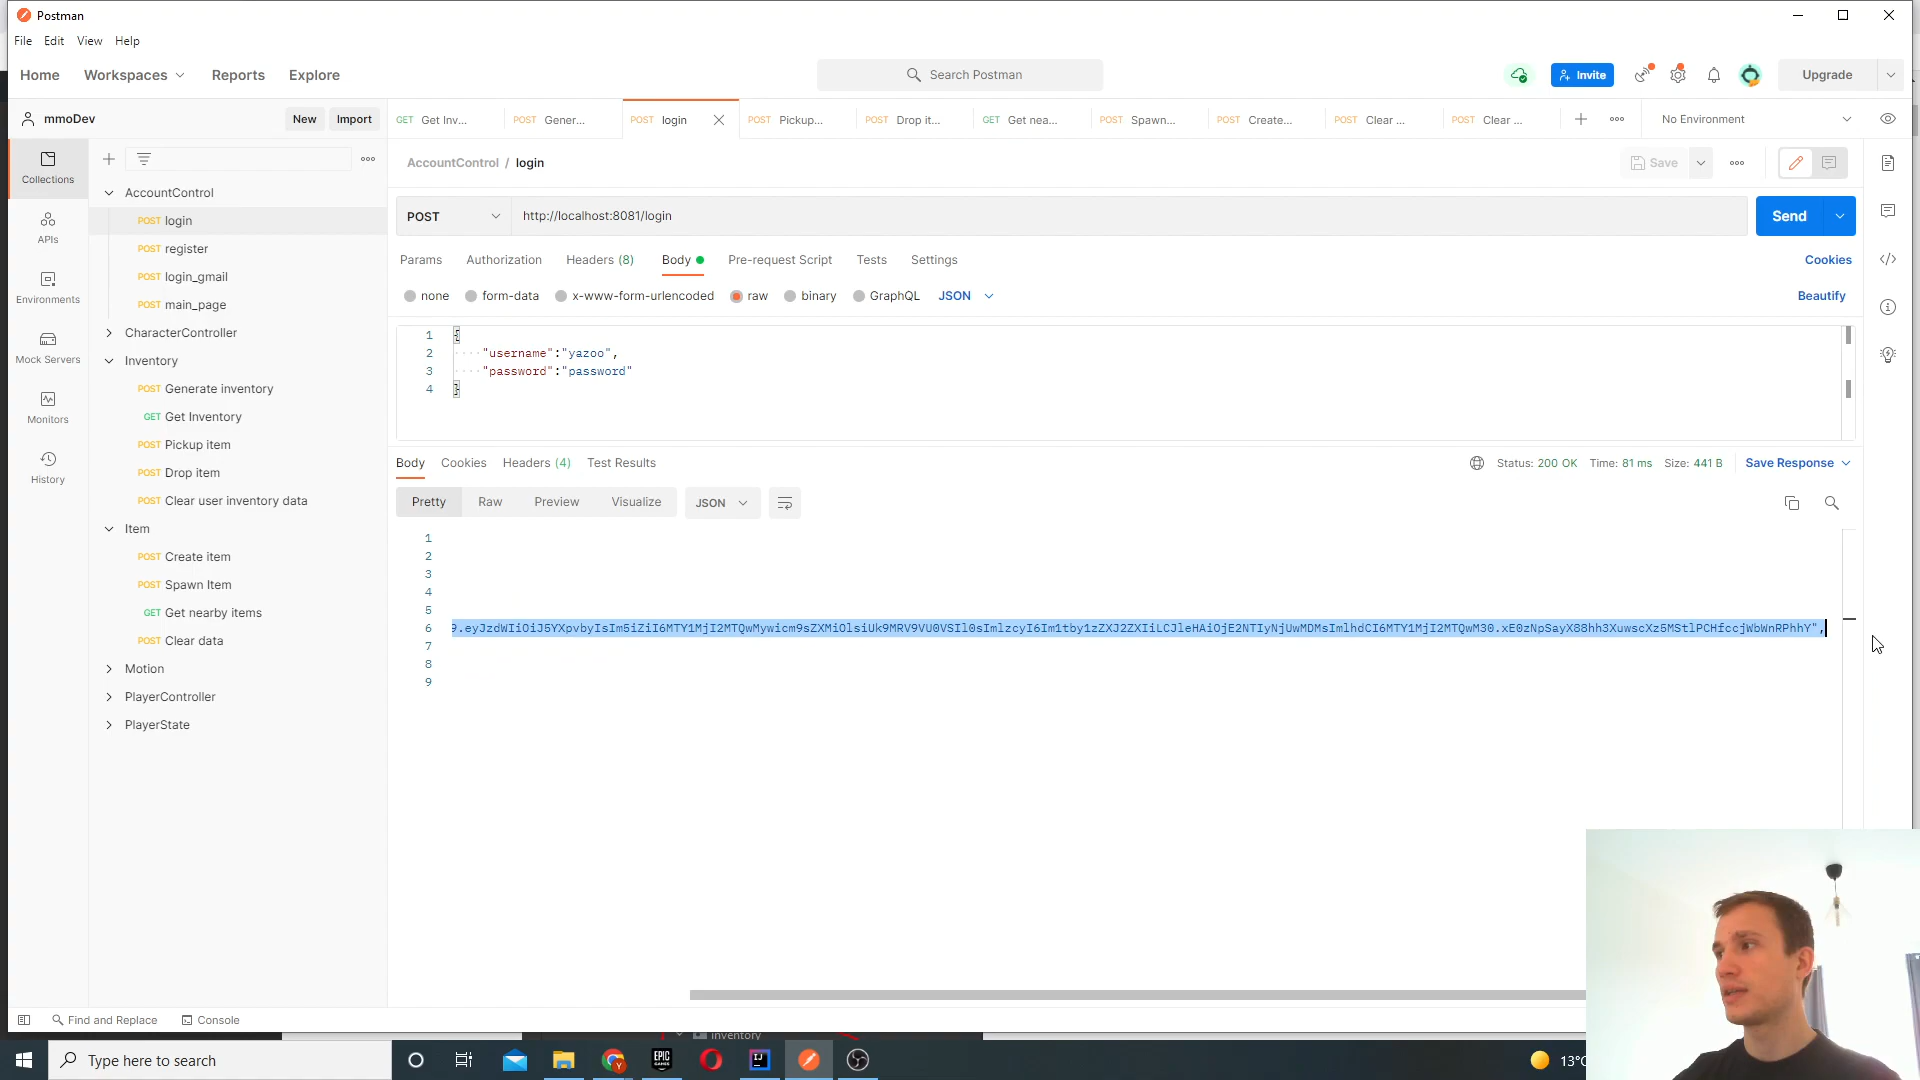 Postman
File Edit View Help
Home Workspaces Reports Explore Search Postman Invite Upgrade
mmoDev New Import
GET Get Inv... POST Gener... POST login POST Pickup... POST Drop it... GET Get nea... POST Spawn... POST Create... POST Clear ... POST Clear ... No Environment
Collections
APIs
Environments
Mock Servers
Monitors
History
AccountControl
POST login
POST register
POST login_gmail
POST main_page
CharacterController
Inventory
POST Generate inventory
GET Get Inventory
POST Pickup item
POST Drop item
POST Clear user inventory data
Item
POST Create item
POST Spawn Item
GET Get nearby items
POST Clear data
Motion
PlayerController
PlayerState
AccountControl / login Save
POST http://localhost:8081/login Send
Params Authorization Headers (8) Body Pre-request Script Tests Settings Cookies
none form-data x-www-form-urlencoded raw binary GraphQL JSON Beautify
1 {
2 "username":"yazoo",
3 "password":"password"
4 }
Body Cookies Headers (4) Test Results Status: 200 OK Time: 81 ms Size: 441 B Save Response
Pretty Raw Preview Visualize JSON
1
2
3
4
5
6
7
8
9
Find and Replace Console
Inventory
Type here to search
EPIC GAMES
IJ
13°C